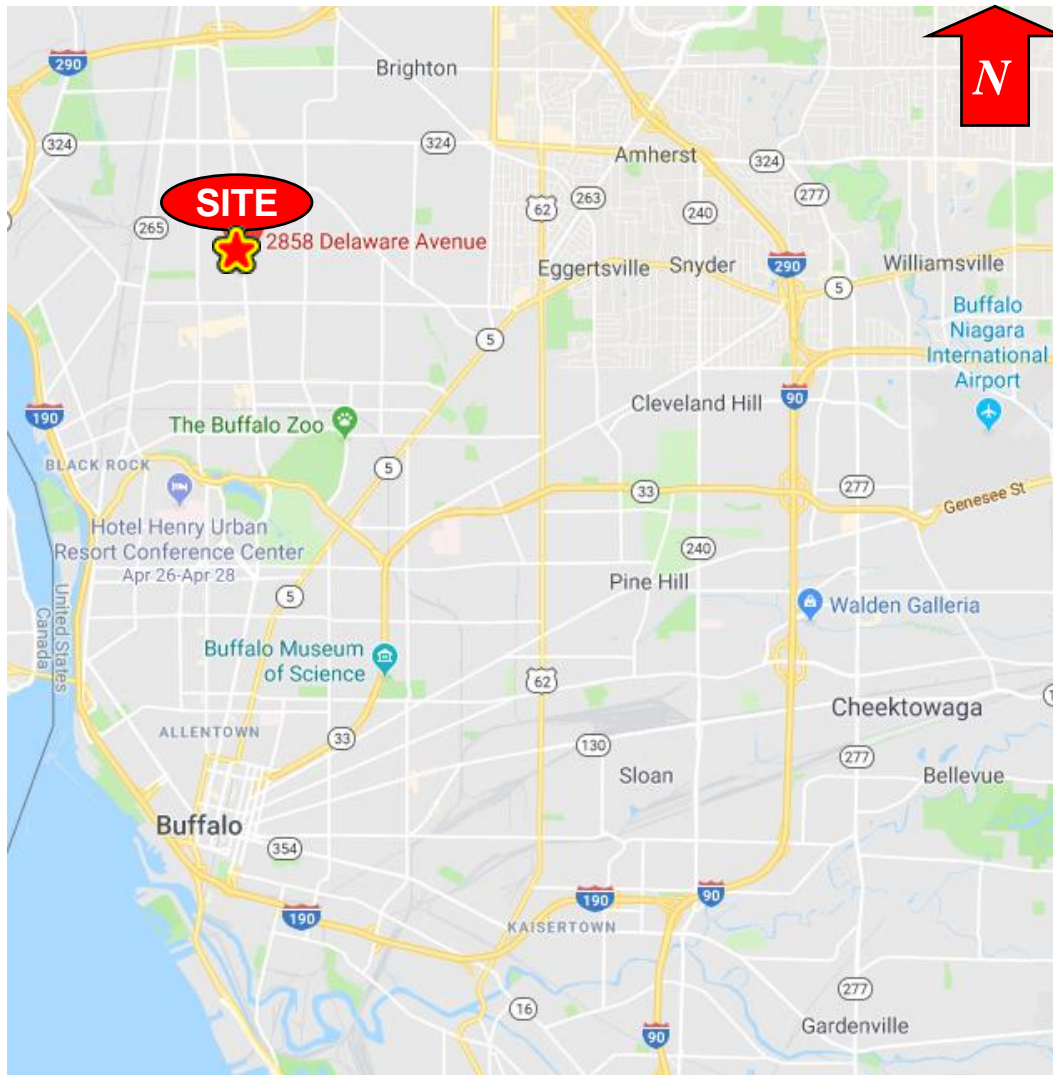 N
290
Brighton
324
324
Amherst
324
277
263
62
240
SITE
265
2858 Delaware Avenue
Eggertsville
Snyder
290
Williamsville
5
Buffalo
Niagara
International
Airport
5
190
The Buffalo Zoo
Cleveland Hill
90
BLACK ROCK
5
33
277
Genesee St
Hotel Henry Urban
Resort Conference Center
Apr 26-Apr 28
240
Pine Hill
5
United States
Canada
Walden Galleria
Buffalo Museum
of Science
62
Cheektowaga
ALLENTOWN
33
130
277
Sloan
Bellevue
Buffalo
354
190
190
90
KAISERTOWN
277
16
Gardenville
90